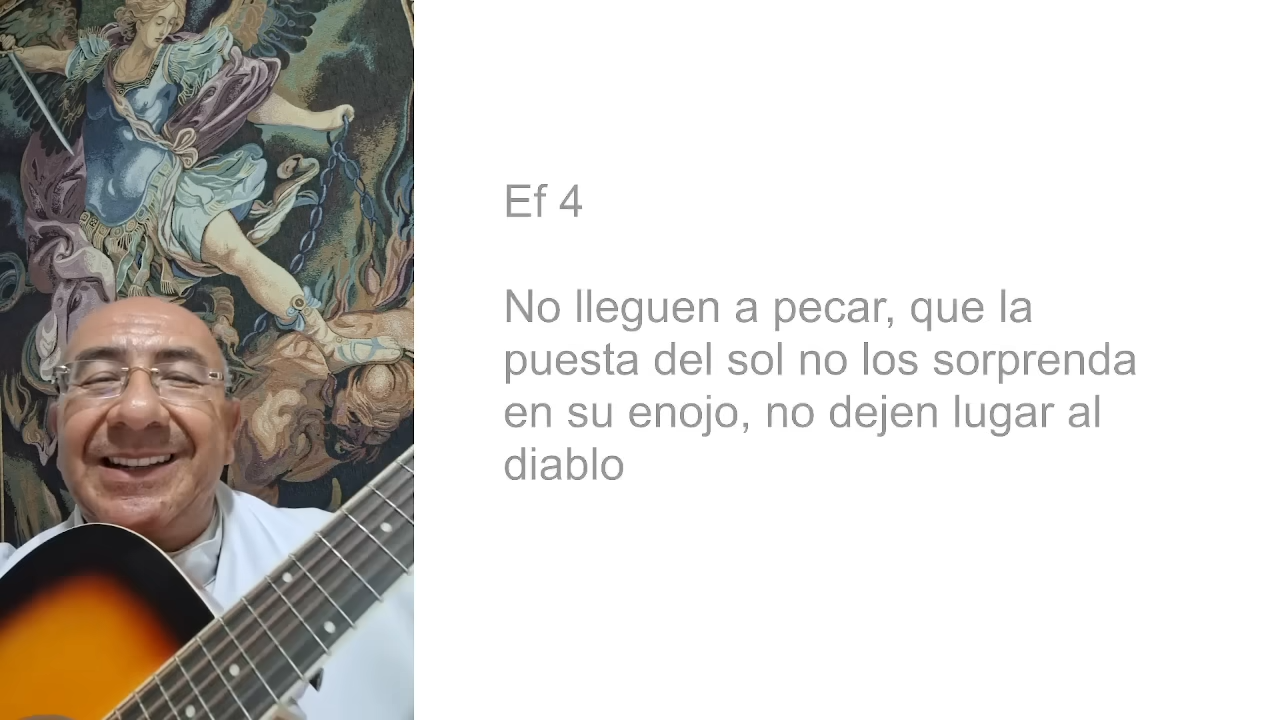 Ef 4
No lleguen a pecar, que la
puesta del sol no los sorprenda
en su enojo, no dejen lugar al
diablo